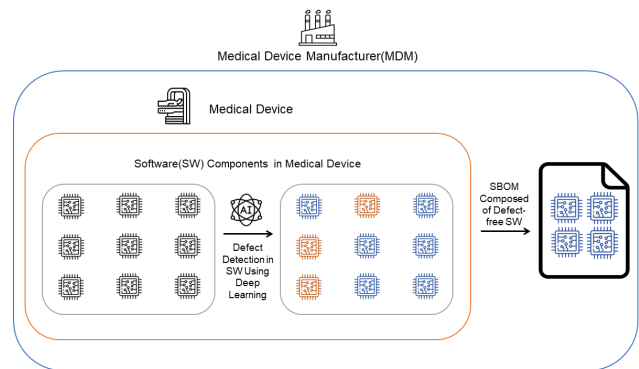 Medical Device Manufacturer(MDM)
Medical Device
Software(SW) Components in Medical Device
AI
Defect
Detection in
SW Using
Deep
Learning
SBOM
Composed
of Defect-
free SW